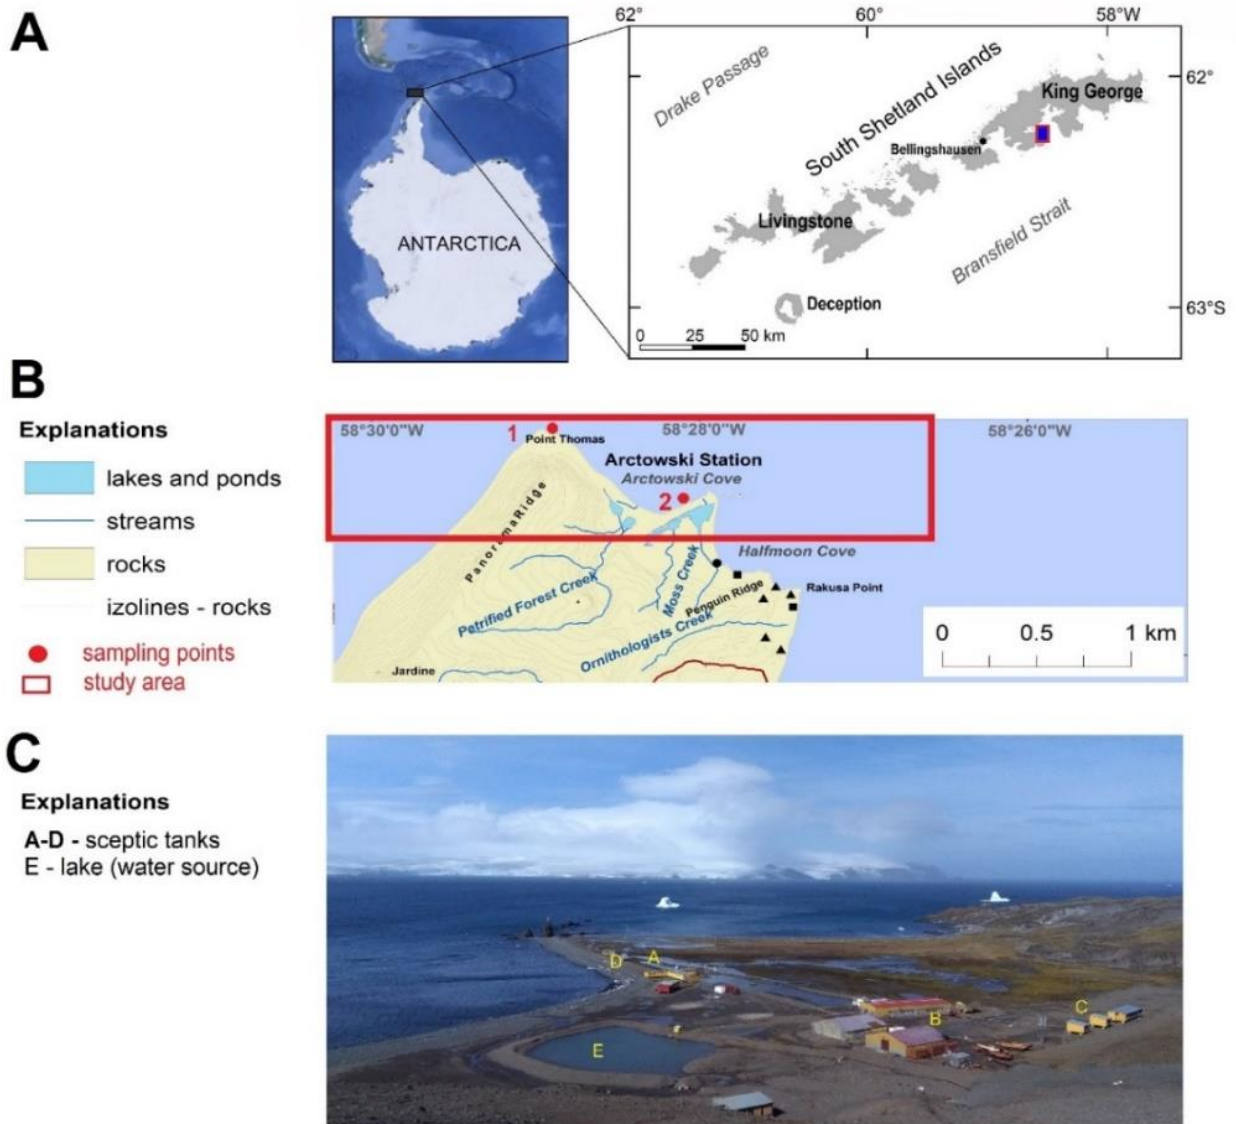 A
62°
60°
58°W
62°
63°S
Drake Passage
South Shetland Islands
King George
Bellingshausen
Livingstone
Bransfield Strait
Deception
0 25 50 km
ANTARCTICA
B
Explanations
lakes and ponds
streams
rocks
izolines - rocks
sampling points
study area
58°30'0"W
58°28'0"W
58°26'0"W
1
Point Thomas
Arctowski Station
Arctowski Cove
2
Panorama Ridge
Halfmoon Cove
Petrified Forest Creek
Moss Creek
Penguin Ridge
Rakusa Point
Ornithologists Creek
Jardine
0 0.5 1 km
C
Explanations
A-D - sceptic tanks
E - lake (water source)
D
A
B
C
E